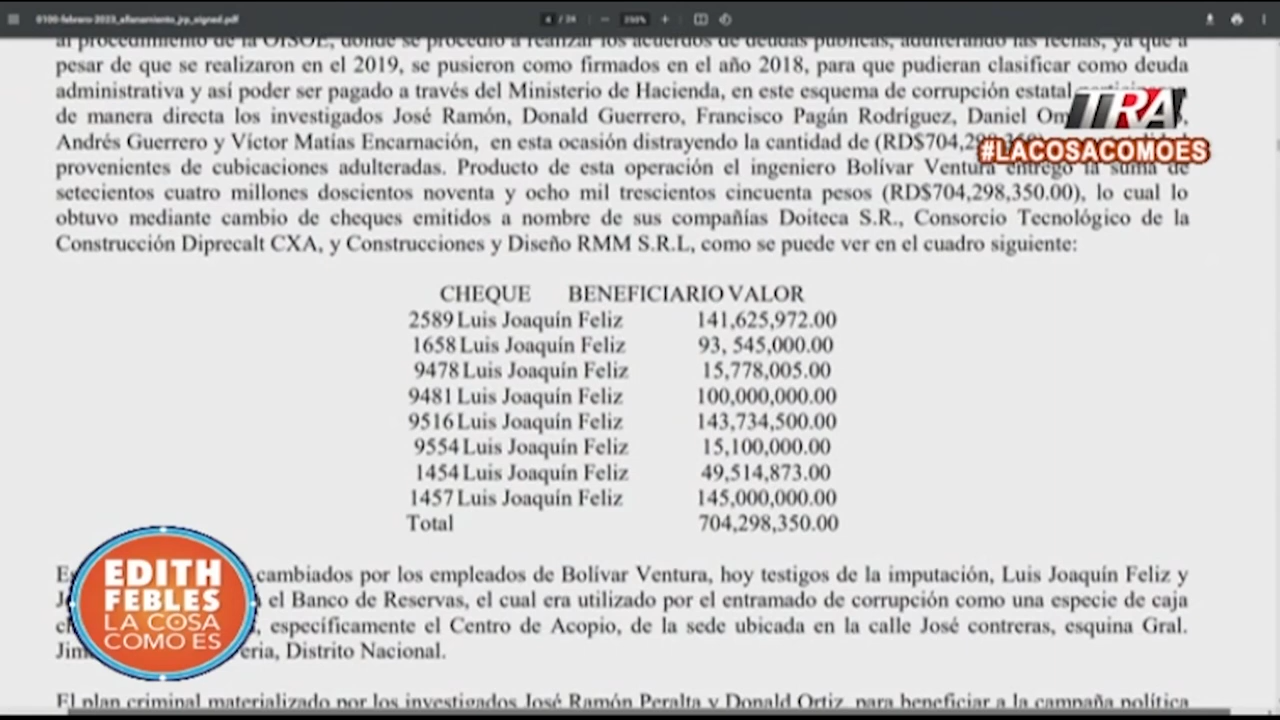 0100-febrero-2023_allanamiento_jrp_signed.pdf 4 / 24 250%
al procedimiento de la OISOE, donde se procedió a realizar los acuerdos de deudas públicas, adulterando las fechas, ya que a
pesar de que se realizaron en el 2019, se pusieron como firmados en el año 2018, para que pudieran clasificar como deuda
administrativa y así poder ser pagado a través del Ministerio de Hacienda, en este esquema de corrupción estatal
de manera directa los investigados José Ramón, Donald Guerrero, Francisco Pagán Rodríguez, Daniel
TRA
Andrés Guerrero y Víctor Matías Encarnación, en esta ocasión distrayendo la cantidad de
#LACOSACOMOES
provenientes de cubicaciones adulteradas. Producto de esta operación el ingeniero Bolívar Ventura entregó la suma de
setecientos cuatro millones doscientos noventa y ocho mil trescientos cincuenta pesos (RD$704,298,350.00), lo cual lo
obtuvo mediante cambio de cheques emitidos a nombre de sus compañías Doiteca S.R., Consorcio Tecnológico de la
Construcción Diprecalt CXA, y Construcciones y Diseño RMM S.R.L, como se puede ver en el cuadro siguiente:
CHEQUE BENEFICIARIO VALOR
2589 Luis Joaquín Feliz 141,625,972.00
1658 Luis Joaquín Feliz 93, 545,000.00
9478 Luis Joaquín Feliz 15,778,005.00
9481 Luis Joaquín Feliz 100,000,000.00
9516 Luis Joaquín Feliz 143,734,500.00
9554 Luis Joaquín Feliz 15,100,000.00
1454 Luis Joaquín Feliz 49,514,873.00
1457 Luis Joaquín Feliz 145,000,000.00
Total 704,298,350.00
cambiados por los empleados de Bolívar Ventura, hoy testigos de la imputación, Luis Joaquín Feliz y
el Banco de Reservas, el cual era utilizado por el entramado de corrupción como una especie de caja
específicamente el Centro de Acopio, de la sede ubicada en la calle José contreras, esquina Gral.
Distrito Nacional.
EDITH
FEBLES
LA COSA
COMO ES
El plan criminal materializado por los investigados José Ramón Peralta y Donald Ortiz, para beneficiar a la campaña política